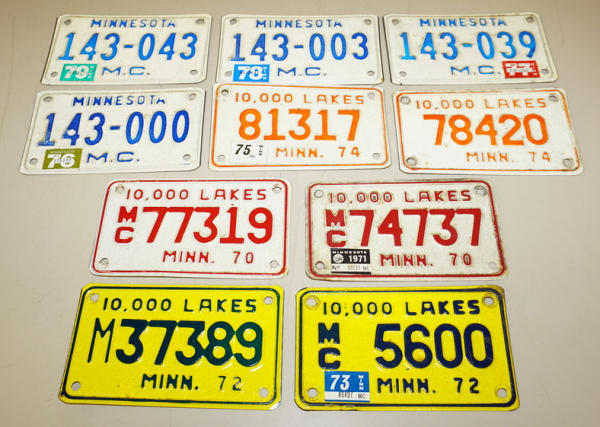 MINNESOTA
143-043
79
M.C.
MINNESOTA
143-003
78
M.C.
MINNESOTA
143-039
M.C.
77
MINNESOTA
143-000
76
M.C.
10,000 LAKES
81317
75
MINN. 74
10,000 LAKES
78420
MINN. 74
10,000 LAKES
MC 77319
MINN. 70
10,000 LAKES
MC 74737
MINNESOTA
1971
MINN. 70
10,000 LAKES
M 37389
MINN. 72
10,000 LAKES
MC 5600
73 MINN
MINN. 72